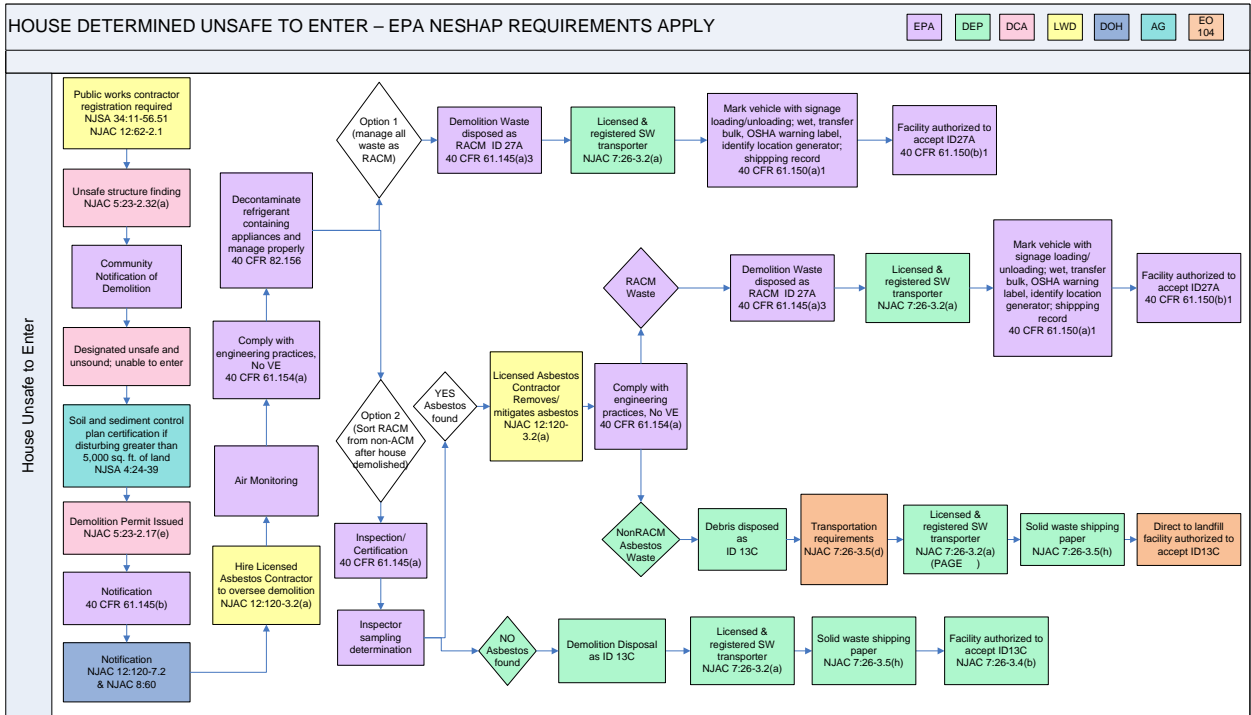 HOUSE DETERMINED UNSAFE TO ENTER – EPA NESHAP REQUIREMENTS APPLY
EPA
DEP
DCA
LWD
DOH
AG
EO
104
House Unsafe to Enter
Public works contractor
registration required
NJSA 34:11-56.51
NJAC 12:62-2.1
Unsafe structure finding
NJAC 5:23-2.32(a)
Community
Notification of
Demolition
Designated unsafe and
unsound; unable to enter
Soil and sediment control
plan certification if
disturbing greater than
5,000 sq. ft. of land
NJSA 4:24-39
Demolition Permit Issued
NJAC 5:23-2.17(e)
Notification
40 CFR 61.145(b)
Notification
NJAC 12:120-7.2
& NJAC 8:60
Hire Licensed
Asbestos Contractor
to oversee demolition
NJAC 12:120-3.2(a)
Air Monitoring
Comply with
engineering practices,
No VE
40 CFR 61.154(a)
Decontaminate
refrigerant
containing
appliances and
manage properly
40 CFR 82.156
Option 1
(manage all
waste as
RACM)
Demolition Waste
disposed as
RACM ID 27A
40 CFR 61.145(a)3
Licensed &
registered SW
transporter
NJAC 7:26-3.2(a)
Mark vehicle with signage
loading/unloading; wet, transfer
bulk, OSHA warning label,
identify location generator;
shippping record
40 CFR 61.150(a)1
Facility authorized to
accept ID27A
40 CFR 61.150(b)1
Option 2
(Sort RACM
from non-ACM
after house
demolished)
Inspection/
Certification
40 CFR 61.145(a)
Inspector
sampling
determination
YES
Asbestos
found
Licensed Asbestos
Contractor
Removes/
mitigates asbestos
NJAC 12:120-
3.2(a)
Comply with
engineering
practices, No VE
40 CFR 61.154(a)
RACM
Waste
Demolition Waste
disposed as
RACM ID 27A
40 CFR 61.145(a)3
Licensed &
registered SW
transporter
NJAC 7:26-3.2(a)
Mark vehicle with
signage loading/
unloading; wet, transfer
bulk, OSHA warning
label, identify location
generator; shippping
record
40 CFR 61.150(a)1
Facility authorized to
accept ID27A
40 CFR 61.150(b)1
NonRACM
Asbestos
Waste
Debris disposed
as
ID 13C
Transportation
requirements
NJAC 7:26-3.5(d)
Licensed &
registered SW
transporter
NJAC 7:26-3.2(a)
(PAGE )
Solid waste shipping
paper
NJAC 7:26-3.5(h)
Direct to landfill
facility authorized to
accept ID13C
NO
Asbestos
found
Demolition Disposal
as ID 13C
Licensed &
registered SW
transporter
NJAC 7:26-3.2(a)
Solid waste shipping
paper
NJAC 7:26-3.5(h)
Facility authorized to
accept ID13C
NJAC 7:26-3.4(b)